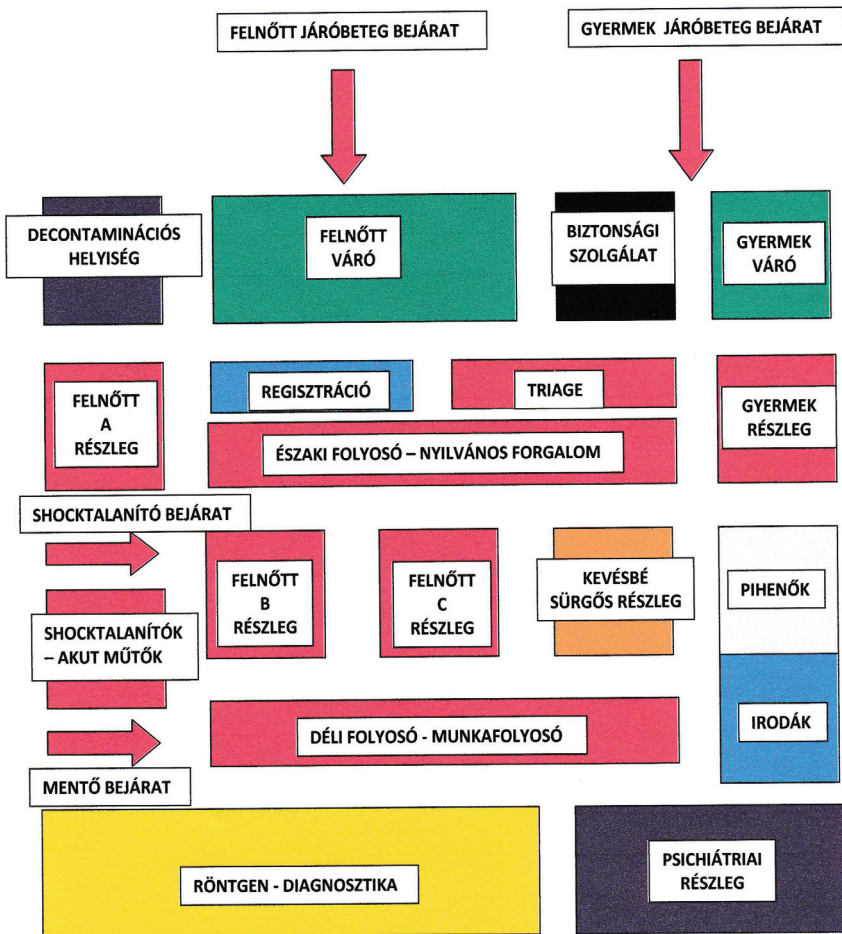 FELNŐTT JÁRÓBETEG BEJÁRAT
GYERMEK JÁRÓBETEG BEJÁRAT
DECONTAMINÁCIÓS
HELYISÉG
FELNŐTT
VÁRÓ
BIZTONSÁGI
SZOLGÁLAT
GYERMEK
VÁRÓ
FELNŐTT
A
RÉSZLEG
REGISZTRÁCIÓ
TRIAGE
GYERMEK
RÉSZLEG
ÉSZAKI FOLYOSÓ – NYILVÁNOS FORGALOM
SHOCKTALANÍTÓ BEJÁRAT
FELNŐTT
B
RÉSZLEG
FELNŐTT
C
RÉSZLEG
KEVÉSBÉ
SÜRGŐS RÉSZLEG
PIHENŐK
SHOCKTALANÍTÓK
– AKUT MŰTŐK
IRODÁK
DÉLI FOLYOSÓ - MUNKAFOLYOSÓ
MENTŐ BEJÁRAT
RÖNTGEN - DIAGNOSZTIKA
PSICHIÁTRIAI
RÉSZLEG